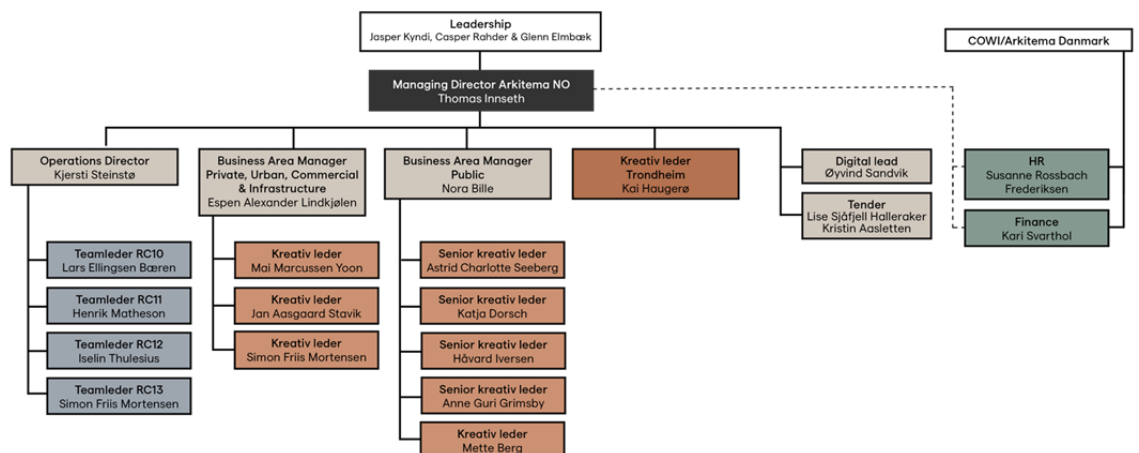 Leadership
Jasper Kyndi, Casper Rahder & Glenn Elmbæk
COWI/Arkitema Danmark
Managing Director Arkitema NO
Thomas Innseth
Operations Director
Kjersti Steinstø
Business Area Manager
Private, Urban, Commercial
& Infrastructure
Espen Alexander Lindkjølen
Business Area Manager
Public
Nora Bille
Kreativ leder
Trondheim
Kai Haugerø
Digital lead
Øyvind Sandvik
Tender
Lise Sjåfjell Halleraker
Kristin Aasletten
HR
Susanne Rossbach
Frederiksen
Finance
Kari Svarthol
Teamleder RC10
Lars Ellingsen Bæren
Teamleder RC11
Henrik Matheson
Teamleder RC12
Iselin Thulesius
Teamleder RC13
Simon Friis Mortensen
Kreativ leder
Mai Marcussen Yoon
Kreativ leder
Jan Aasgaard Stavik
Kreativ leder
Simon Friis Mortensen
Senior kreativ leder
Astrid Charlotte Seeberg
Senior kreativ leder
Katja Dorsch
Senior kreativ leder
Håvard Iversen
Senior kreativ leder
Anne Guri Grimsby
Kreativ leder
Mette Berg